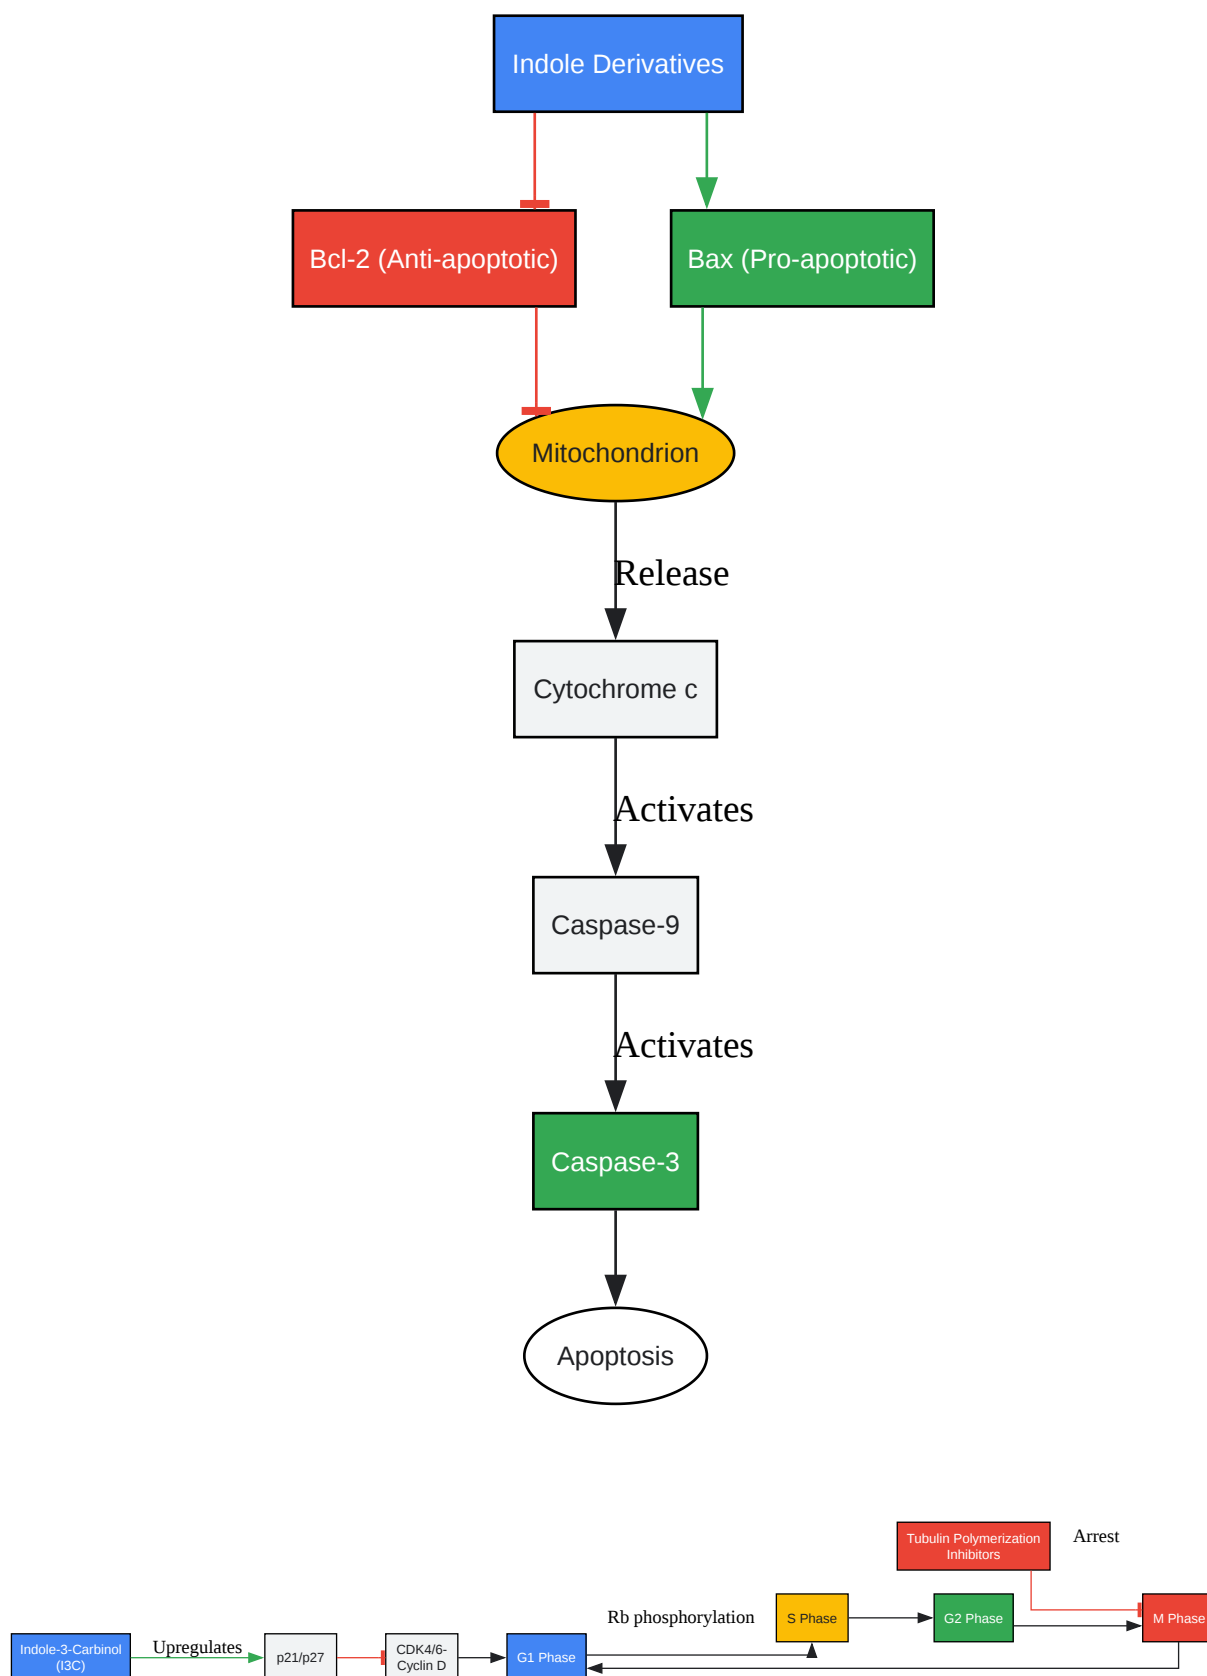 Indole Derivatives
Bcl-2 (Anti-apoptotic)
Bax (Pro-apoptotic)
Mitochondrion
Release
Cytochrome c
Activates
Caspase-9
Activates
Caspase-3
Apoptosis
Tubulin Polymerization
Inhibitors
Arrest
Rb phosphorylation
S Phase
G2 Phase
M Phase
Indole-3-Carbinol
(I3C)
Upregulates
p21/p27
CDK4/6-
Cyclin D
G1 Phase